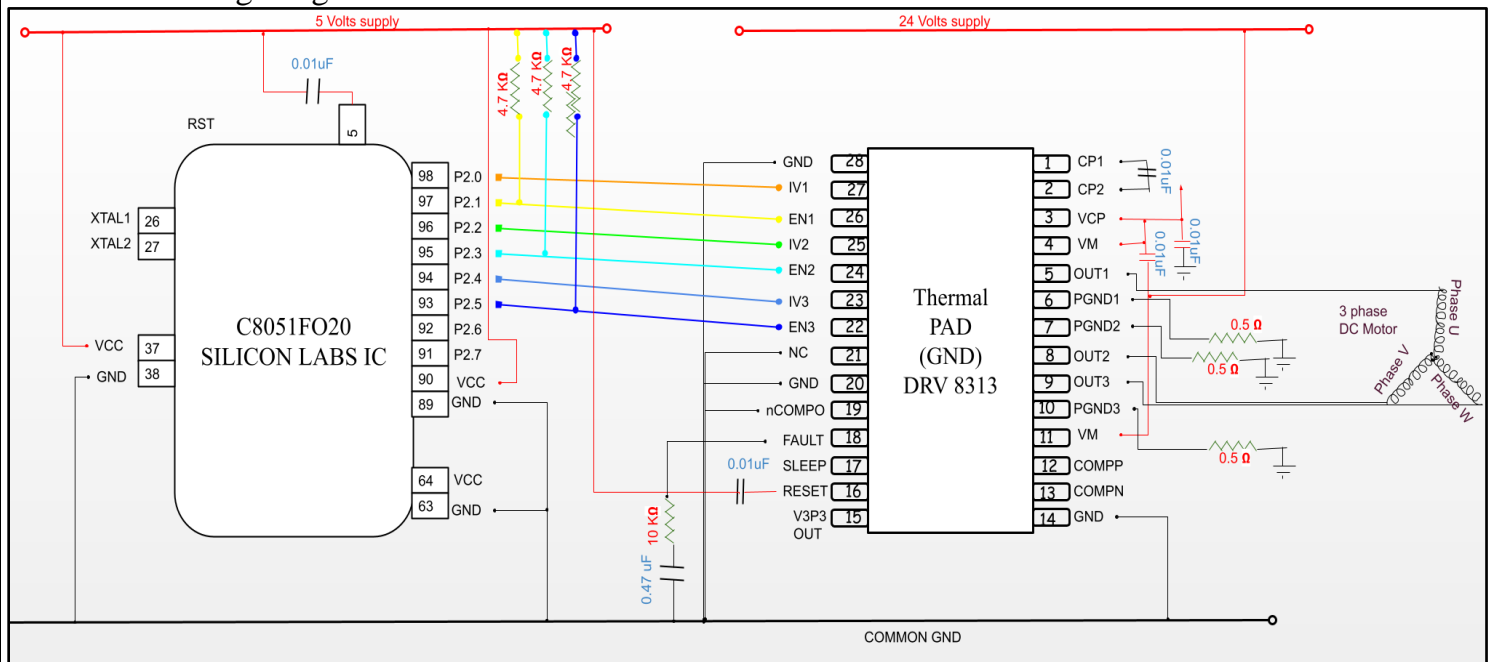 5 Volts supply
24 Volts supply
0.01uF
4.7 KΩ
4.7 KΩ
4.7 KΩ
RST
5
98 P2.0
97 P2.1
96 P2.2
95 P2.3
94 P2.4
93 P2.5
92 P2.6
91 P2.7
90 VCC
89 GND
64 VCC
63 GND
XTAL1 26
XTAL2 27
VCC 37
GND 38
C8051FO20
SILICON LABS IC
GND 28
IV1 27
EN1 26
IV2 25
EN2 24
IV3 23
EN3 22
NC 21
GND 20
nCOMPO 19
FAULT 18
SLEEP 17
RESET 16
V3P3 15
OUT
0.01uF
10 KΩ
0.47 uF
Thermal
PAD
(GND)
DRV 8313
1 CP1
2 CP2
3 VCP
4 VM
5 OUT1
6 PGND1
7 PGND2
8 OUT2
9 OUT3
10 PGND3
11 VM
12 COMPP
13 COMPN
14 GND
0.01uF
0.01uF
0.01uF
0.5 Ω
0.5 Ω
0.5 Ω
3 phase
DC Motor
Phase U
Phase V
Phase W
COMMON GND